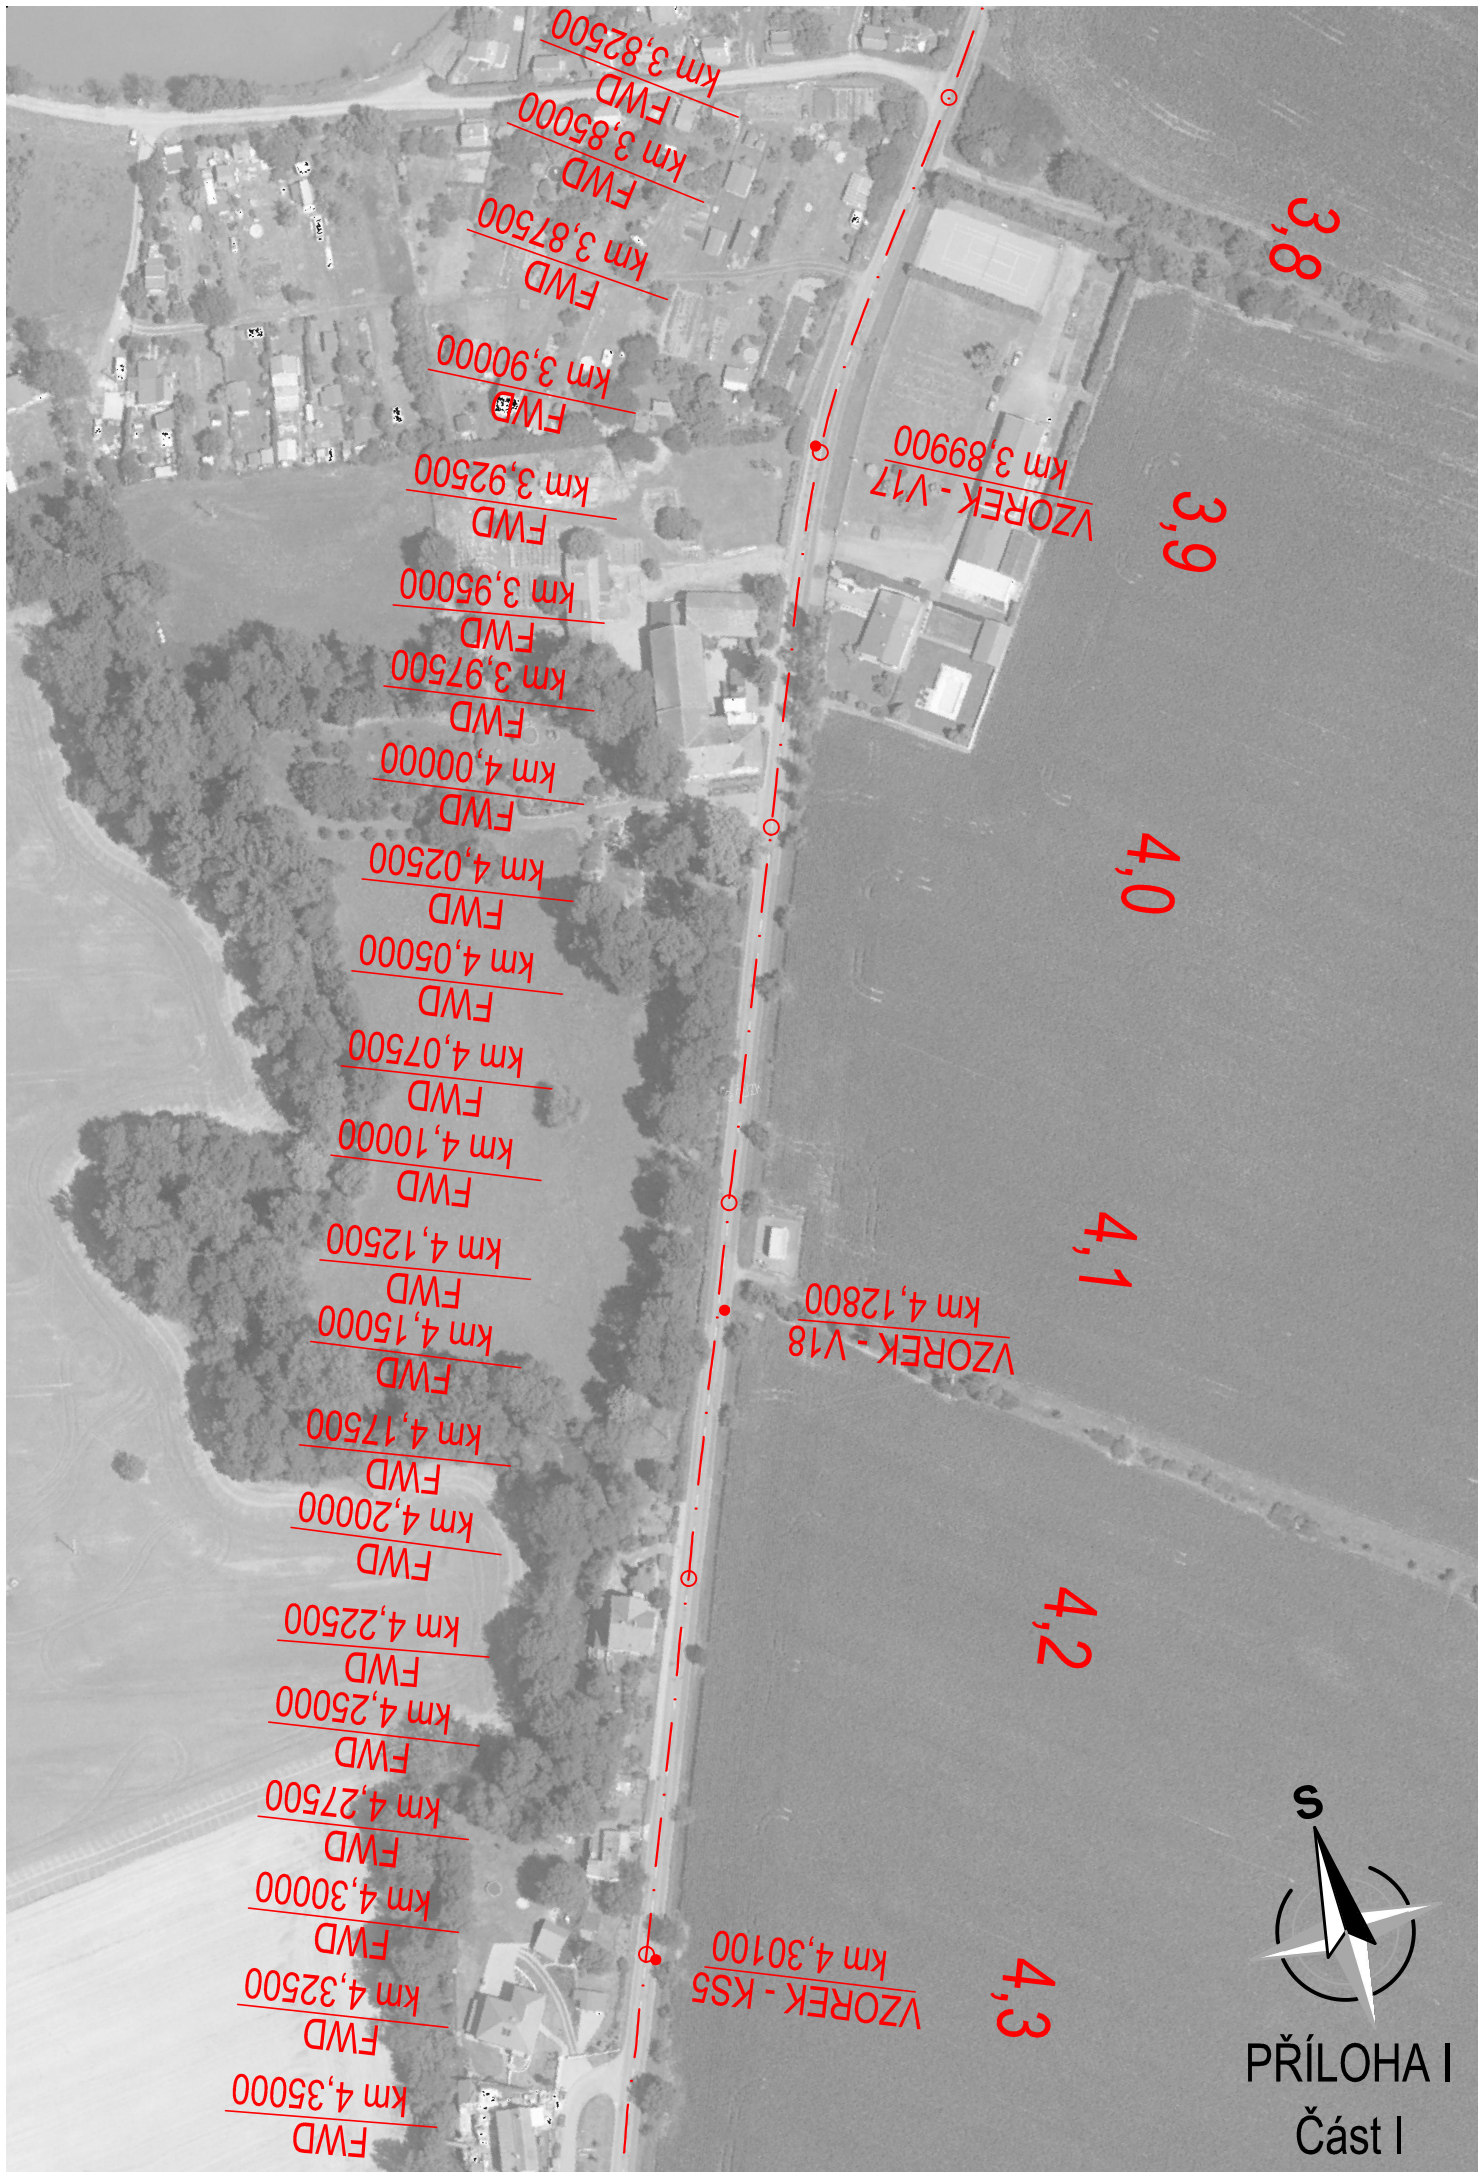 FWD
km 3,82500
FWD
km 3,85000
FWD
km 3,87500
FWD
km 3,90000
FWD
km 3,92500
FWD
km 3,95000
FWD
km 3,97500
FWD
km 4,00000
FWD
km 4,02500
FWD
km 4,05000
FWD
km 4,07500
FWD
km 4,10000
FWD
km 4,12500
FWD
km 4,15000
FWD
km 4,17500
FWD
km 4,20000
FWD
km 4,22500
FWD
km 4,25000
FWD
km 4,27500
FWD
km 4,30000
FWD
km 4,32500
FWD
km 4,35000
VZOREK - V17
km 3,89900
VZOREK - V18
km 4,12800
VZOREK - KS5
km 4,30100
3,8
3,9
4,0
4,1
4,2
4,3
S
PŘÍLOHA I
Část I